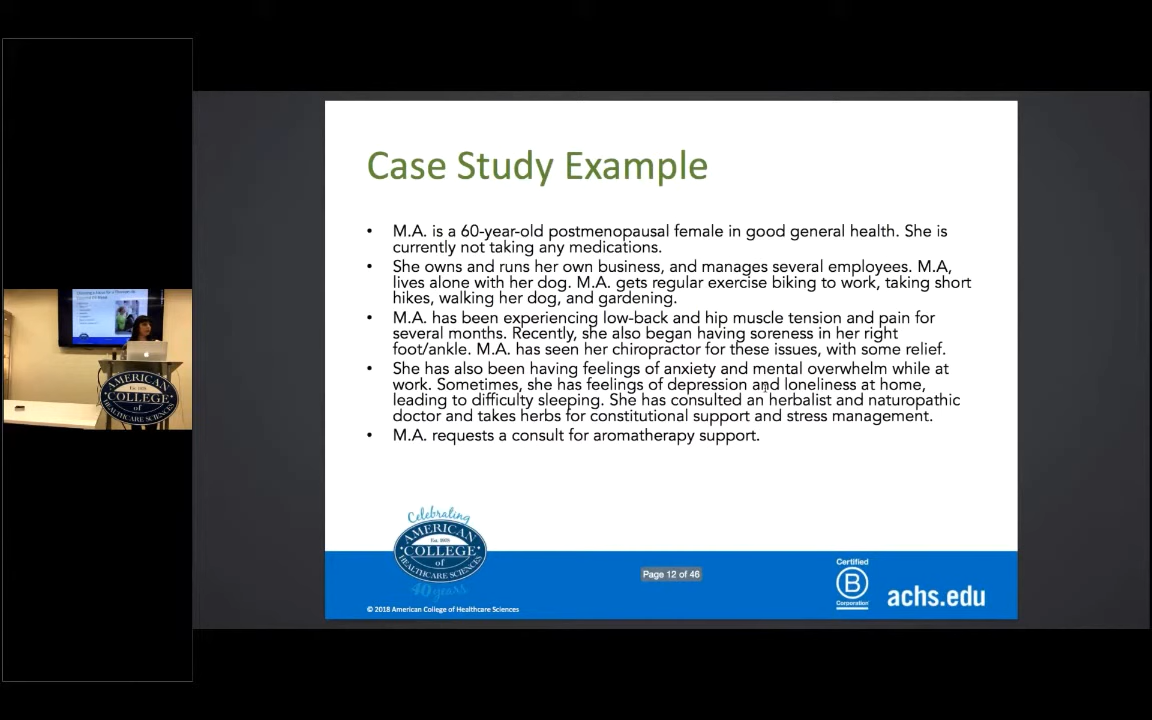 Case Study Example
• M.A. is a 60-year-old postmenopausal female in good general health. She is
currently not taking any medications.
• She owns and runs her own business, and manages several employees. M.A,
lives alone with her dog. M.A. gets regular exercise biking to work, taking short
hikes, walking her dog, and gardening.
• M.A. has been experiencing low-back and hip muscle tension and pain for
several months. Recently, she also began having soreness in her right
foot/ankle. M.A. has seen her chiropractor for these issues, with some relief.
• She has also been having feelings of anxiety and mental overwhelm while at
work. Sometimes, she has feelings of depression and loneliness at home,
leading to difficulty sleeping. She has consulted an herbalist and naturopathic
doctor and takes herbs for constitutional support and stress management.
• M.A. requests a consult for aromatherapy support.
Celebrating
AMERICAN
Est. 1978
COLLEGE
of
HEALTHCARE SCIENCES
40 years
© 2018 American College of Healthcare Sciences
Page 12 of 46
Certified
B
Corporation
achs.edu
AMERICAN
COLLEGE
of
HEALTHCARE SCIENCES